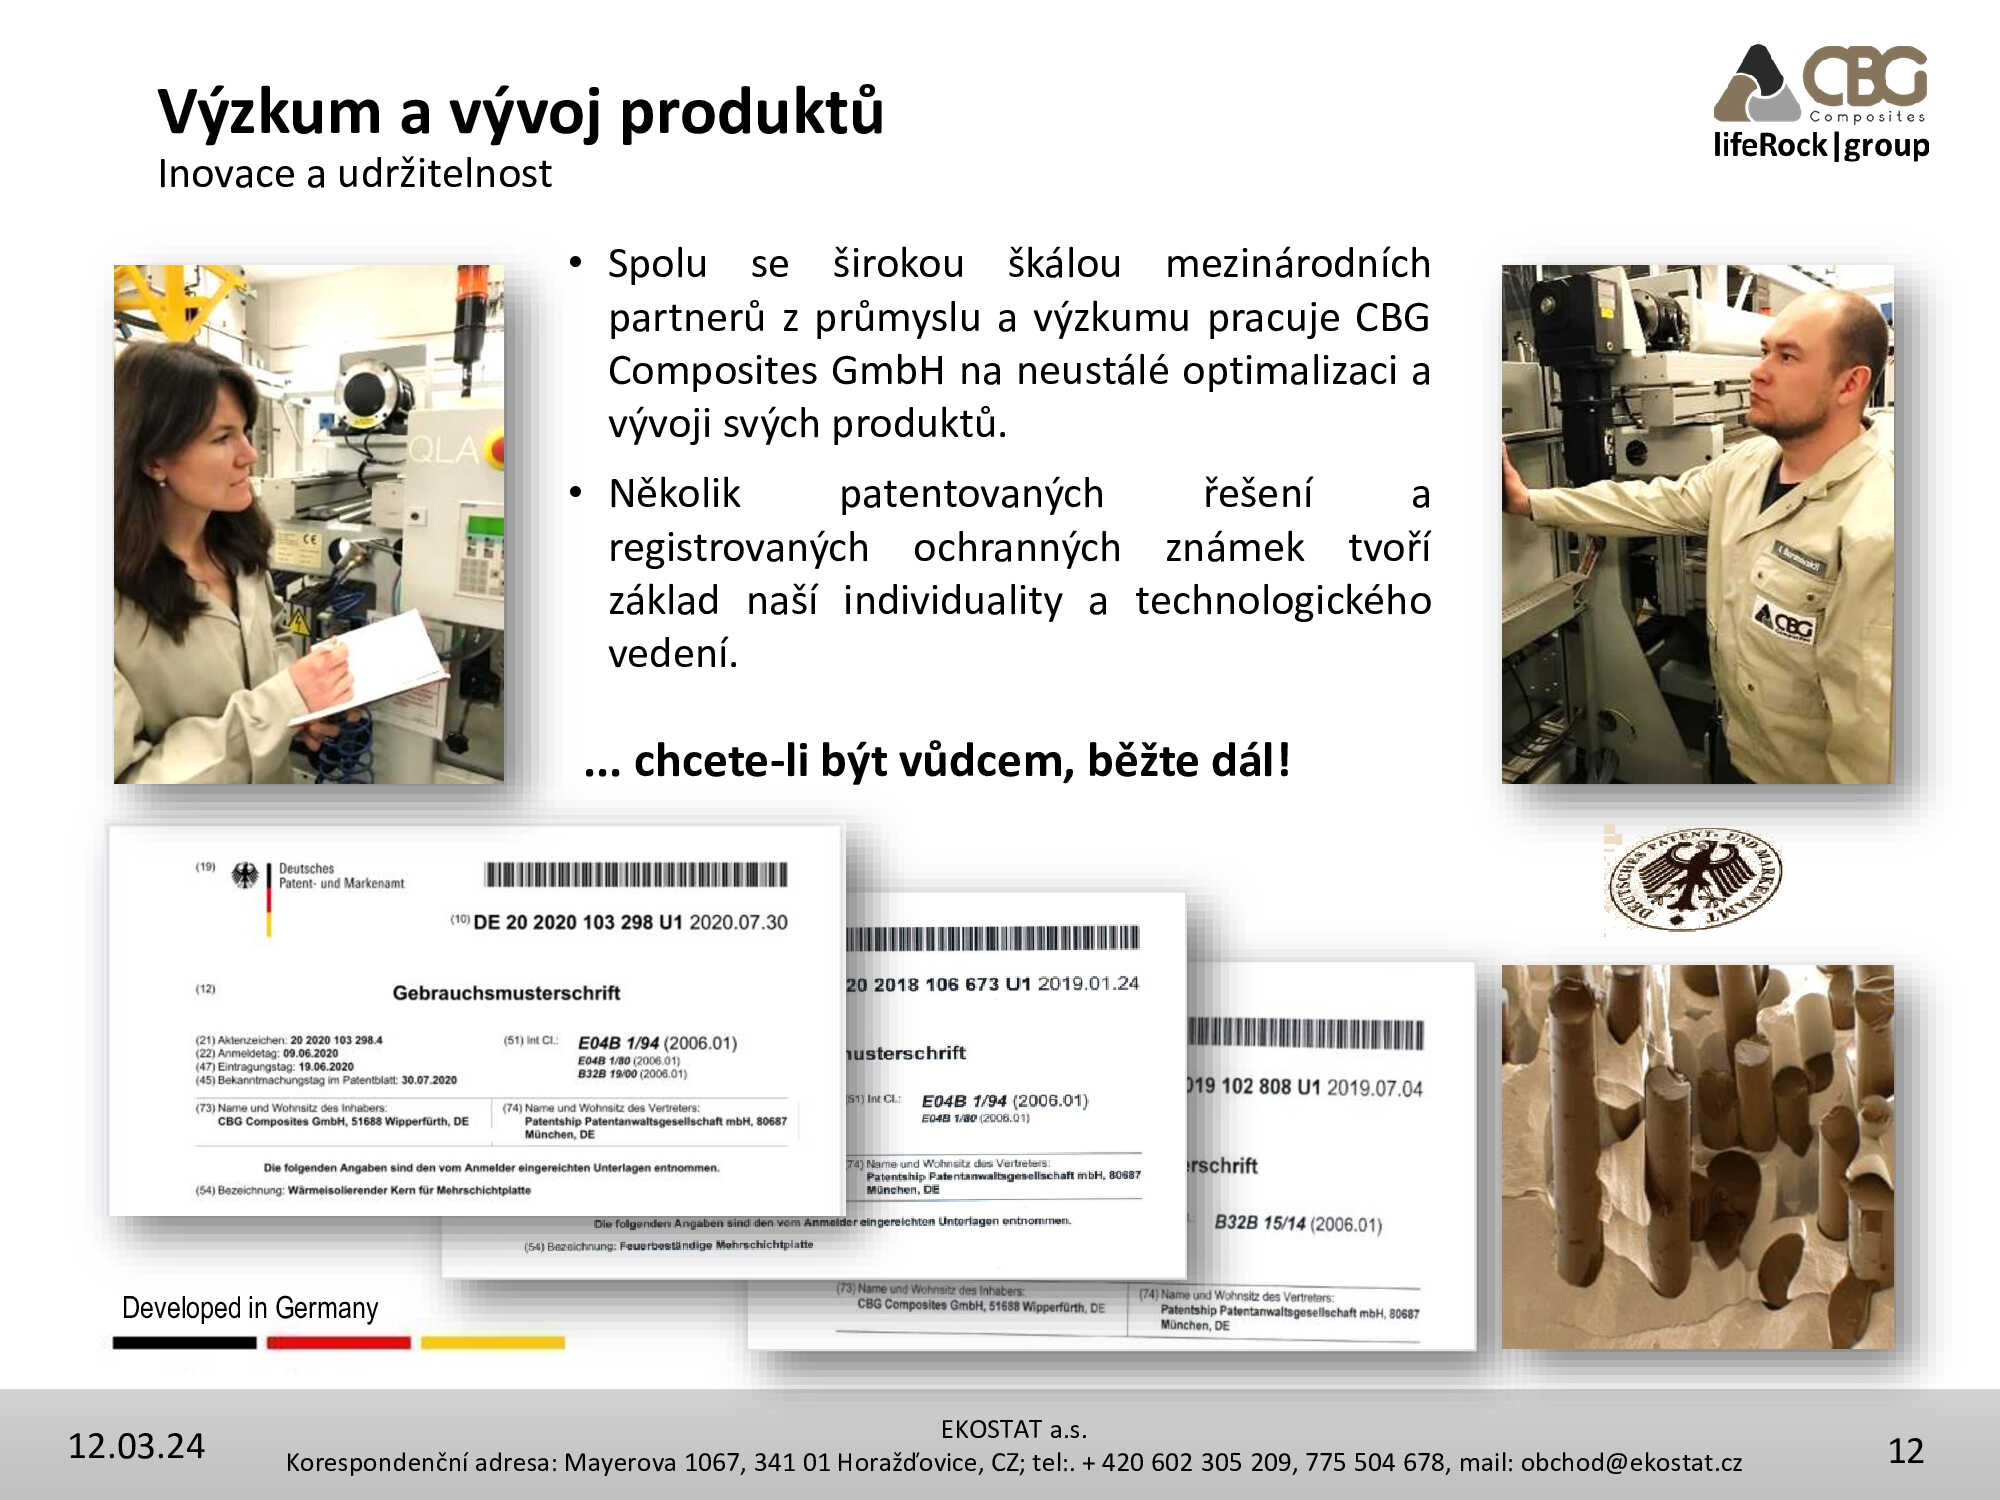 Výzkum a vývoj produktů
Inovace a udržitelnost
CBG
Composites
lifeRock|group
• Spolu se širokou škálou mezinárodních
partnerů z průmyslu a výzkumu pracuje CBG
Composites GmbH na neustálé optimalizaci a
vývoji svých produktů.
• Několik patentovaných řešení a
registrovaných ochranných známek tvoří
základ naší individuality a technologického
vedení.
... chcete-li být vůdcem, běžte dál!
QLA
CE
CBG
DEUTSCHES PATENT- UND MARKENAMT
(19) Deutsches
Patent- und Markenamt
(10) DE 20 2020 103 298 U1 2020.07.30
(12) Gebrauchsmusterschrift
(21) Aktenzeichen: 20 2020 103 298.4
(22) Anmeldetag: 09.06.2020
(47) Eintragungstag: 19.06.2020
(45) Bekanntmachungstag im Patentblatt: 30.07.2020
(51) Int Cl.: E04B 1/94 (2006.01)
E04B 1/80 (2006.01)
B32B 19/00 (2006.01)
(73) Name und Wohnsitz des Inhabers:
CBG Composites GmbH, 51688 Wipperfürth, DE
(74) Name und Wohnsitz des Vertreters:
Patentship Patentanwaltsgesellschaft mbH, 80687
München, DE
Die folgenden Angaben sind den vom Anmelder eingereichten Unterlagen entnommen.
(54) Bezeichnung: Wärmeisolierender Kern für Mehrschichtplatte
20 2018 106 673 U1 2019.01.24
musterschrift
(51) Int Cl.: E04B 1/94 (2006.01)
E04B 1/80 (2006.01)
74) Name und Wohnsitz des Vertreters:
Patentship Patentanwaltsgesellschaft mbH, 80687
München, DE
Die folgenden Angaben sind den vom Anmelder eingereichten Unterlagen entnommen.
(54) Bezeichnung: Feuerbeständige Mehrschichtplatte
019 102 808 U1 2019.07.04
erschrift
B32B 15/14 (2006.01)
(73) Name und Wohnsitz des Inhabers:
CBG Composites GmbH, 51688 Wipperfürth, DE
(74) Name und Wohnsitz des Vertreters:
Patentship Patentanwaltsgesellschaft mbH, 80687
München, DE
Developed in Germany
12.03.24
EKOSTAT a.s.
Korespondenční adresa: Mayerova 1067, 341 01 Horažďovice, CZ; tel:. + 420 602 305 209, 775 504 678, mail: obchod@ekostat.cz
12